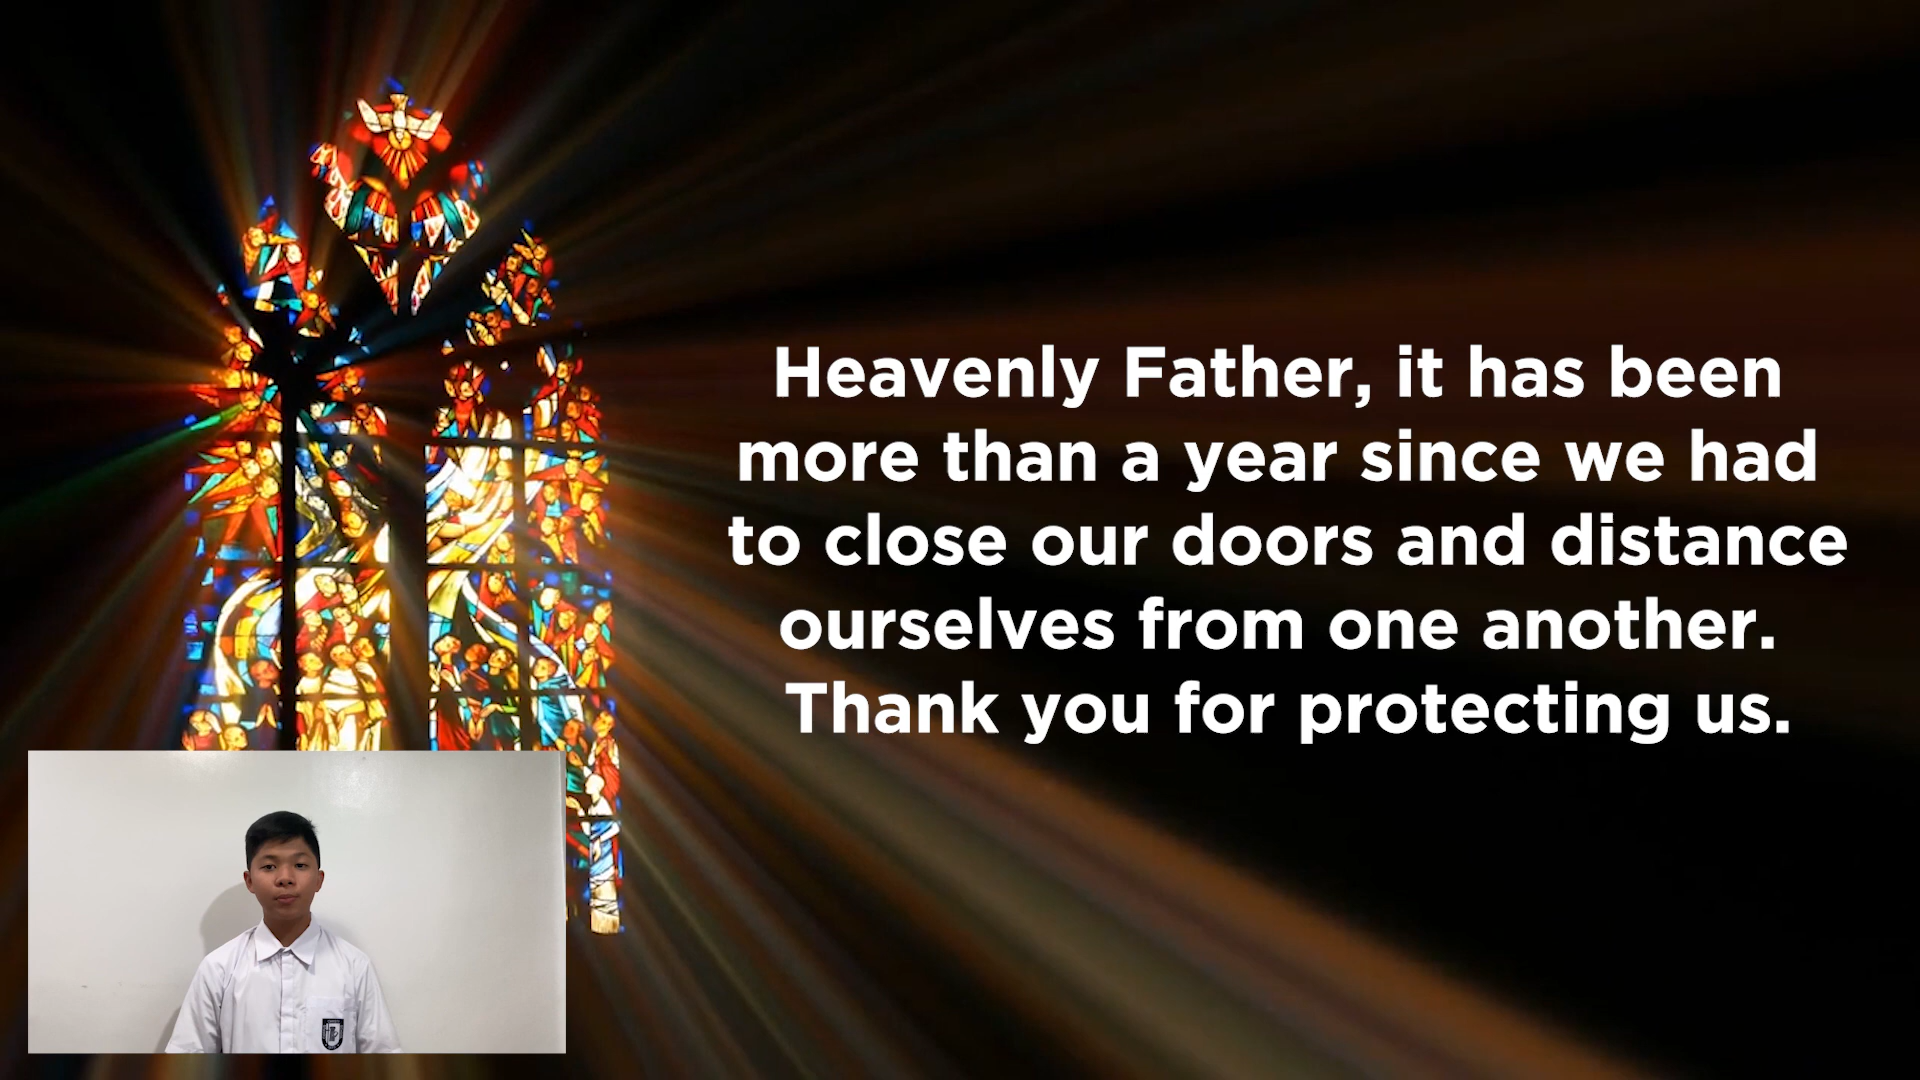 Heavenly Father, it has been
more than a year since we had
to close our doors and distance
ourselves from one another.
Thank you for protecting us.